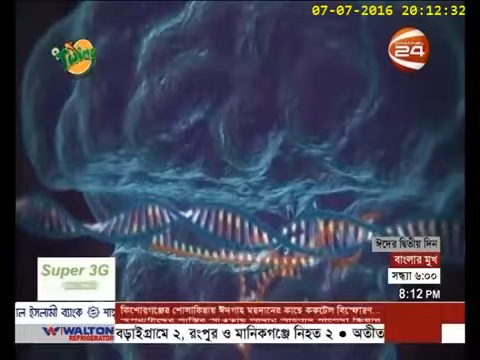 07-07-2016 20:12:32
Twing
24
ঈদের দ্বিতীয় দিন
বাংলার মুখ
সন্ধ্যা ৬:০০
Super 3G
8:12 PM
ল ইসলামী ব্যাংক
কিশোরগঞ্জের শোলাকিয়ায় ঈদগাহ ময়দানের কাছে ককটেল বিস্ফোরণ...
WALTON
REFRIGERATOR
বড়াইগ্রামে ২, রংপুর ও মানিকগঞ্জে নিহত ২ ● অতীত